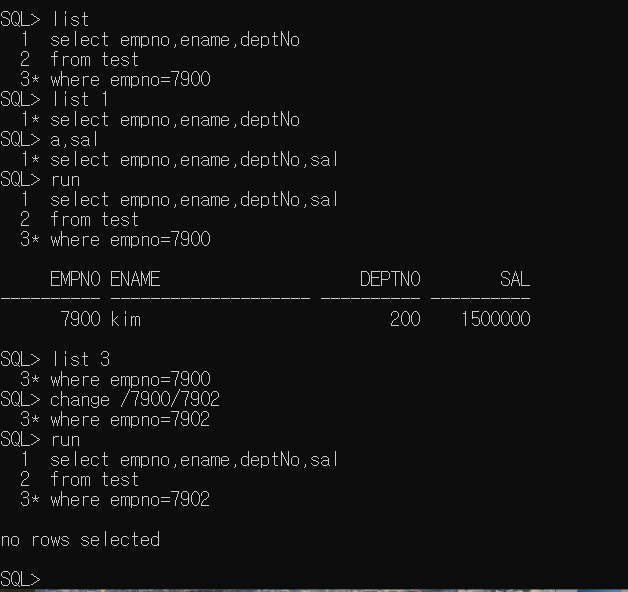 SQL> list
  1  select empno,ename,deptNo
  2  from test
  3* where empno=7900
SQL> list 1
  1* select empno,ename,deptNo
SQL> a,sal
  1* select empno,ename,deptNo,sal
SQL> run
  1  select empno,ename,deptNo,sal
  2  from test
  3* where empno=7900

     EMPNO ENAME                    DEPTNO        SAL
---------- -------------------- ---------- ----------
      7900 kim                         200    1500000

SQL> list 3
  3* where empno=7900
SQL> change /7900/7902
  3* where empno=7902
SQL> run
  1  select empno,ename,deptNo,sal
  2  from test
  3* where empno=7902

no rows selected

SQL>